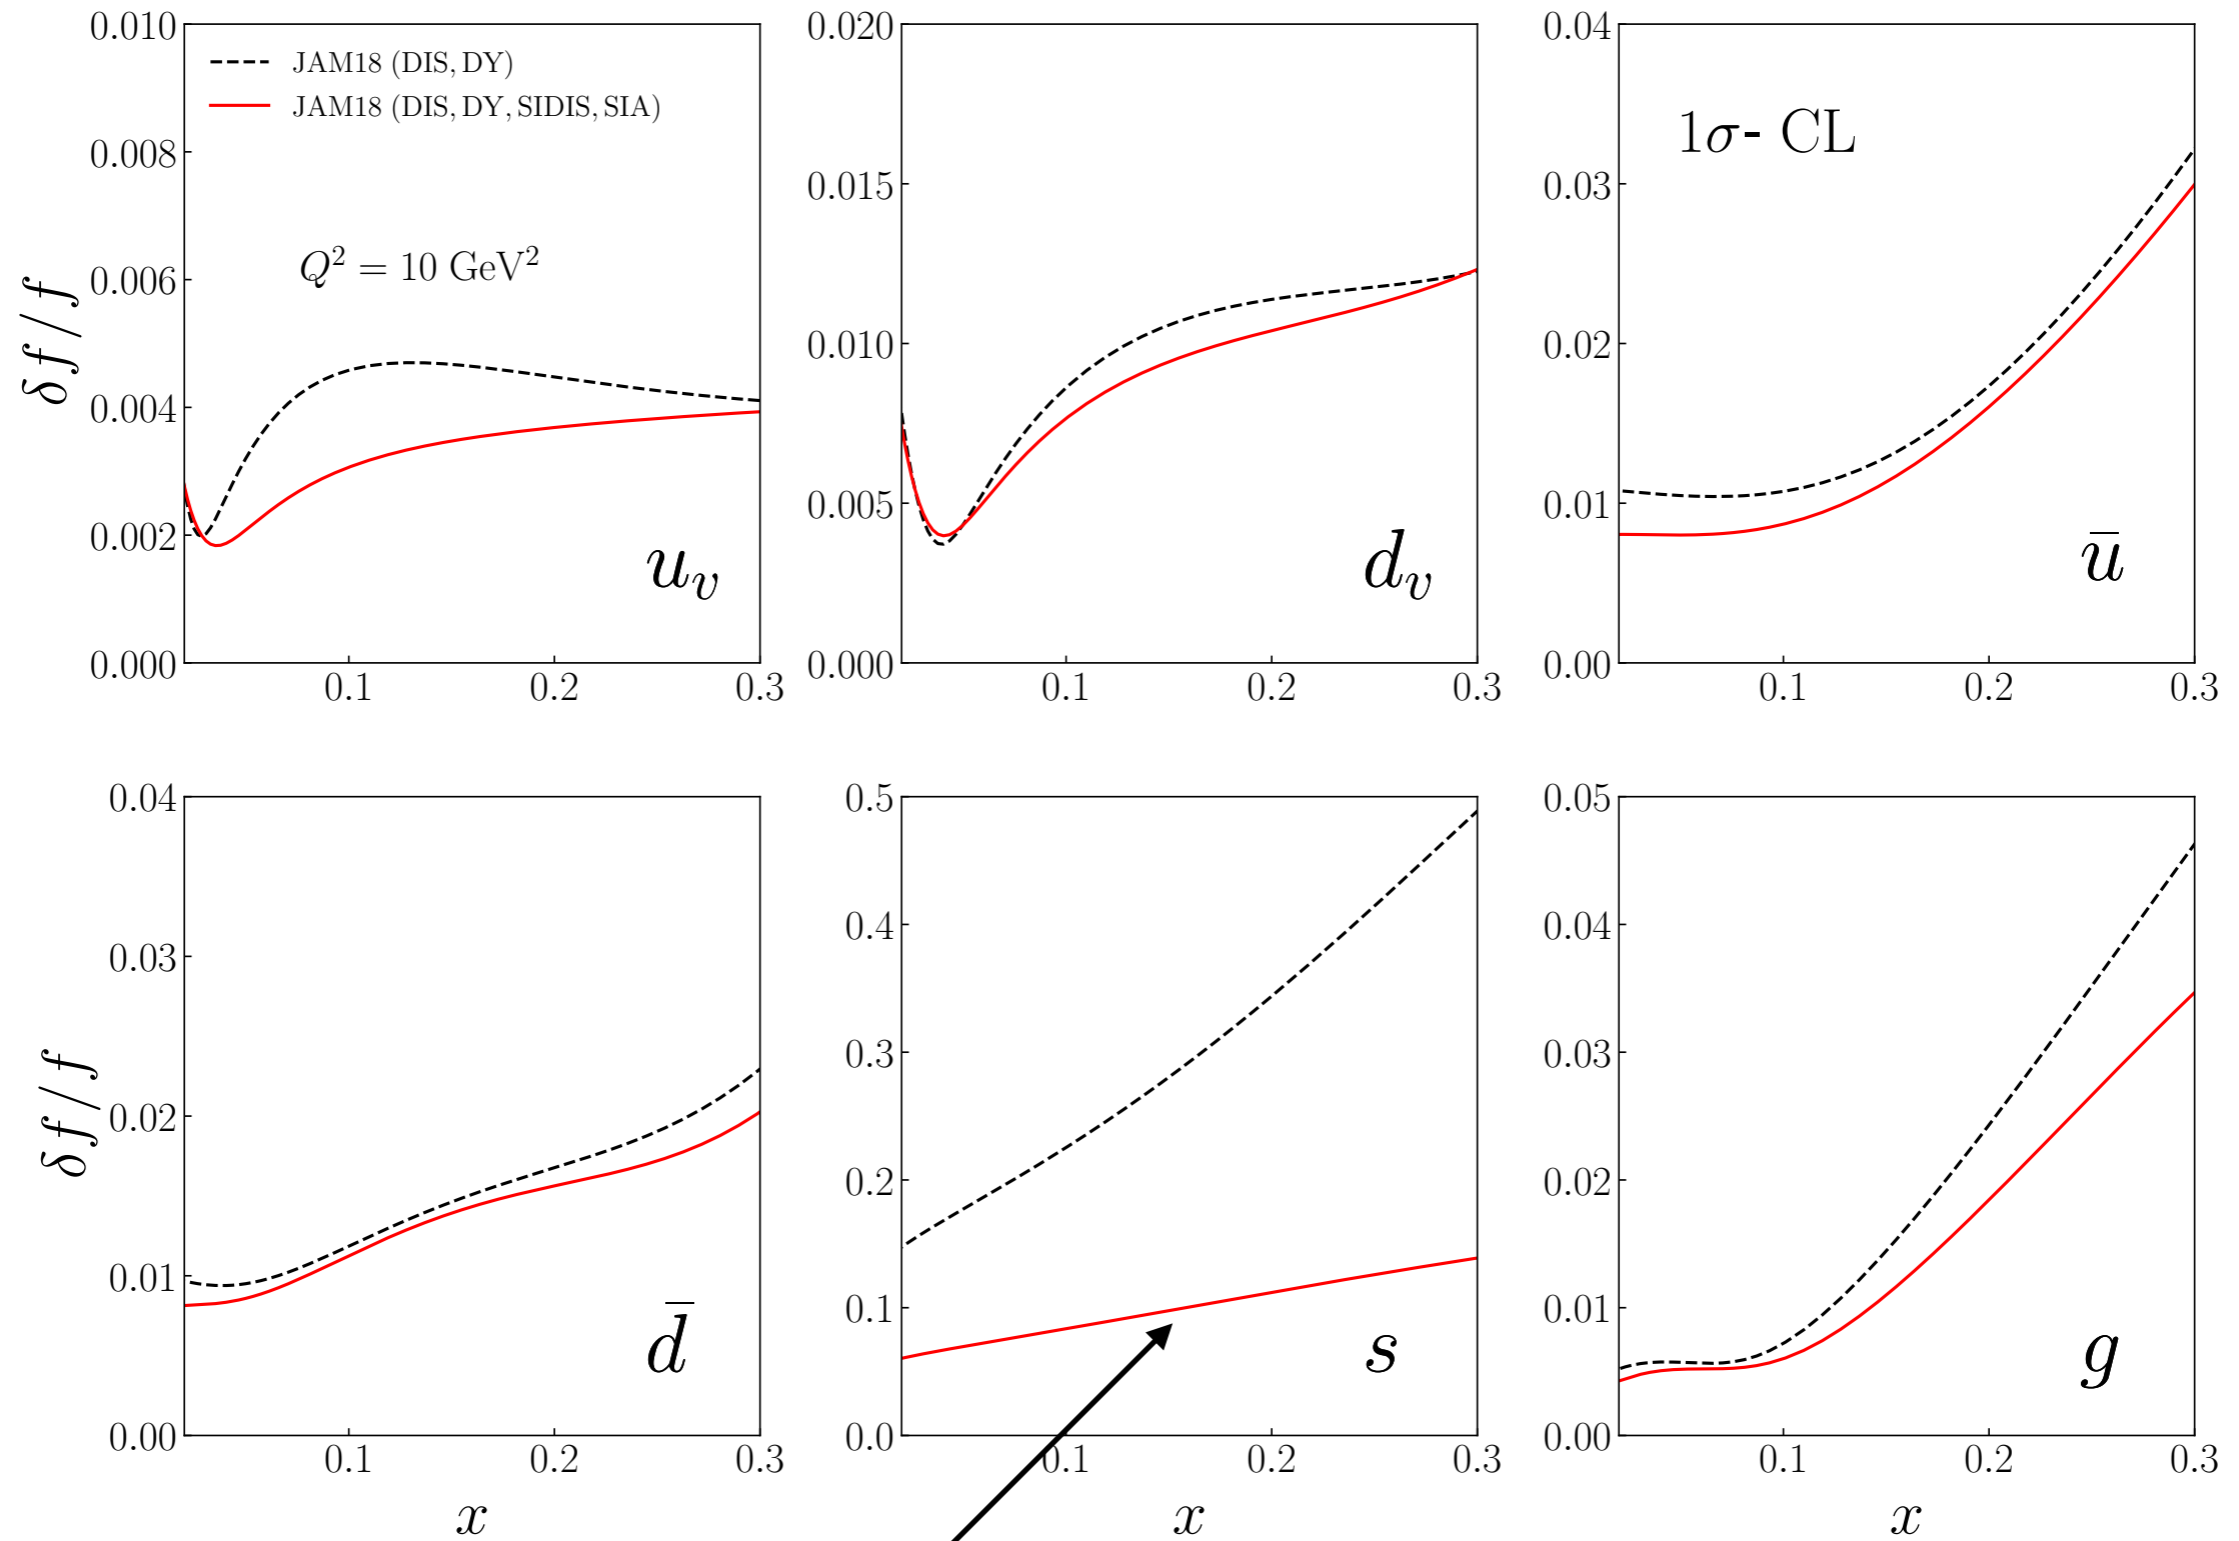 0.010
0.008
0.006
0.004
0.002
0.000
0.1 0.2 0.3
δf/f
JAM18 (DIS, DY)
JAM18 (DIS, DY, SIDIS, SIA)
Q² = 10 GeV²
u_v
0.020
0.015
0.010
0.005
0.000
0.1 0.2 0.3
d_v
0.04
0.03
0.02
0.01
0.00
0.1 0.2 0.3
1σ- CL
ū
0.04
0.03
0.02
0.01
0.00
0.1 0.2 0.3
δf/f
d̄
x
0.5
0.4
0.3
0.2
0.1
0.0
0.1 0.2 0.3
s
x
0.05
0.04
0.03
0.02
0.01
0.00
0.1 0.2 0.3
g
x